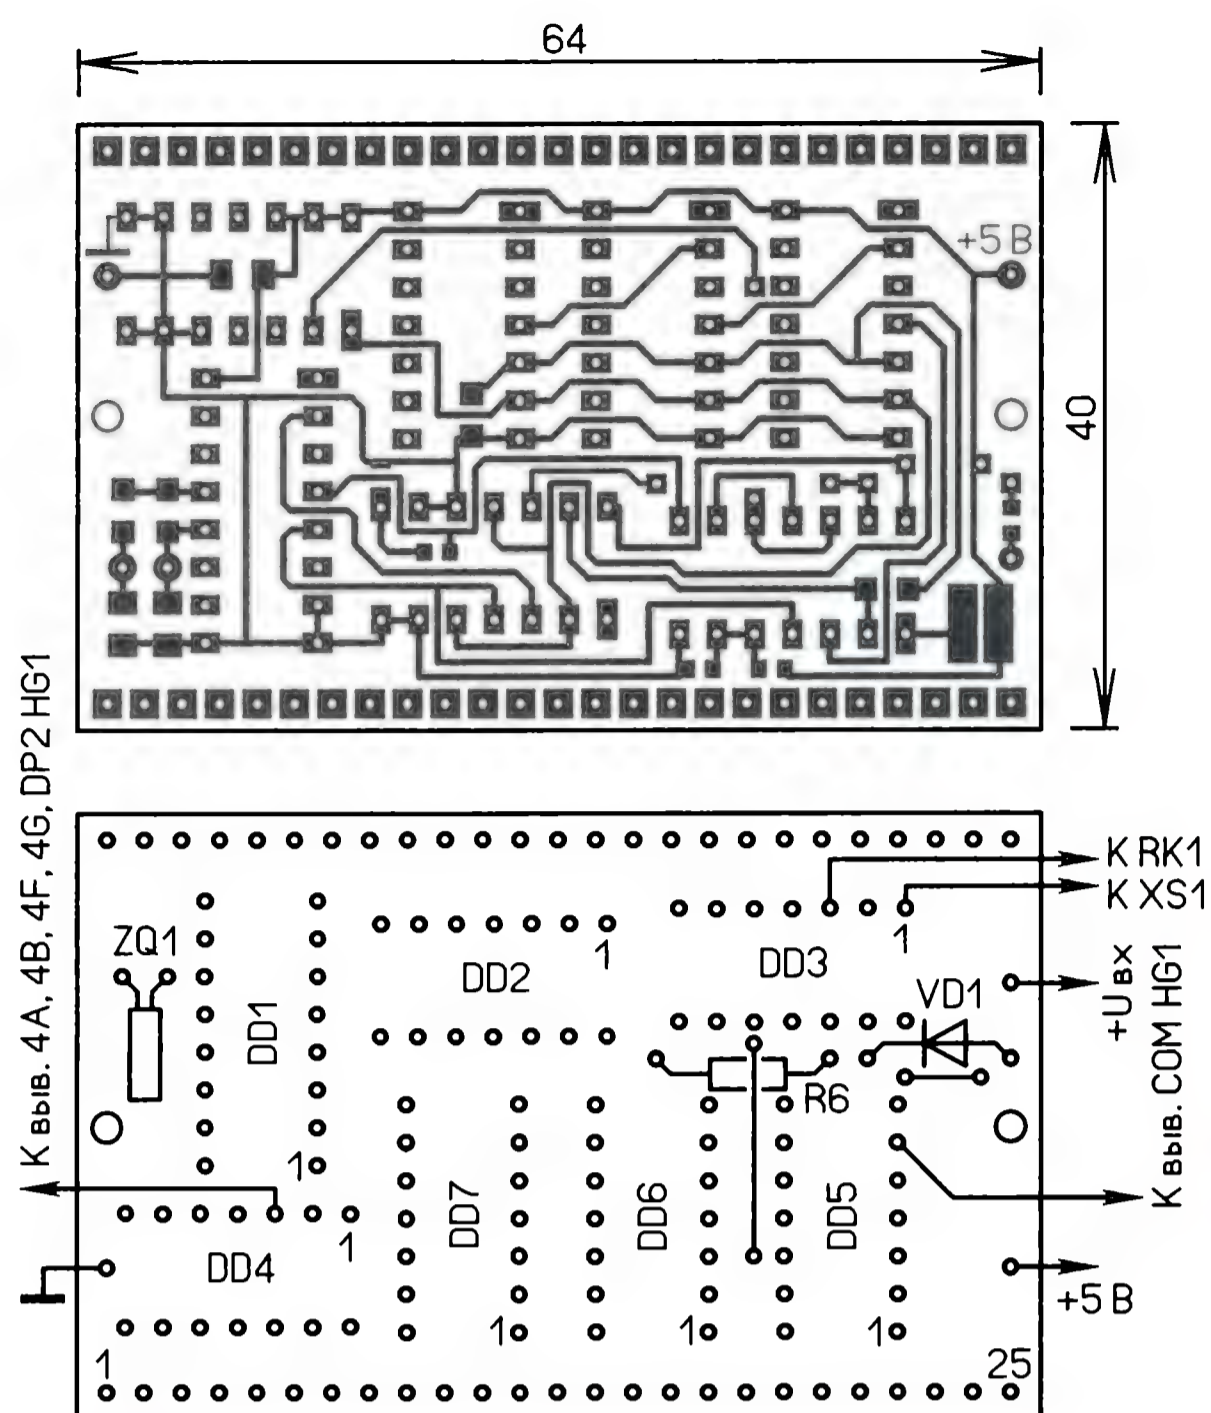 64
+5 В
40
К выв. 4A, 4B, 4F, 4G, DP2 HG1
К RK1
К XS1
+Uвх
К выв. COM HG1
ZQ1
DD1
DD2
1
DD3
1
VD1
R6
1
DD7
DD6
DD5
DD4
1
1
1
1
+5 В
1
25